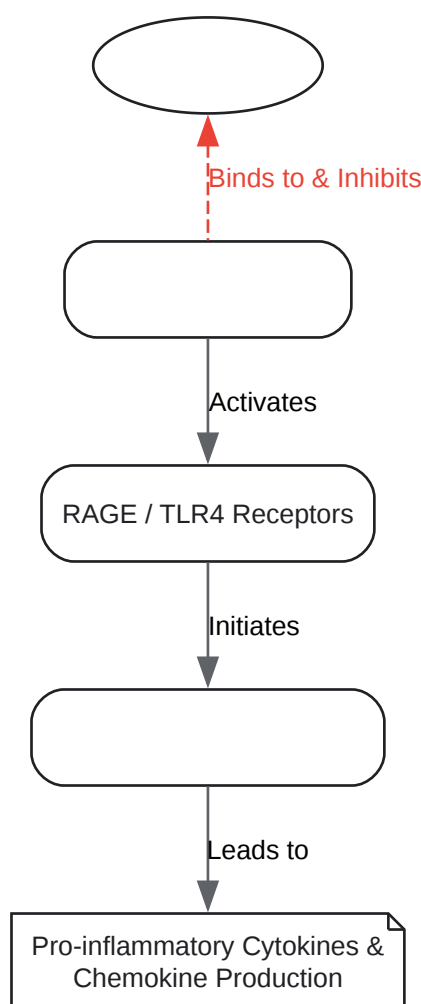 Binds to & Inhibits
Activates
RAGE / TLR4 Receptors
Initiates
Leads to
Pro-inflammatory Cytokines &
Chemokine Production